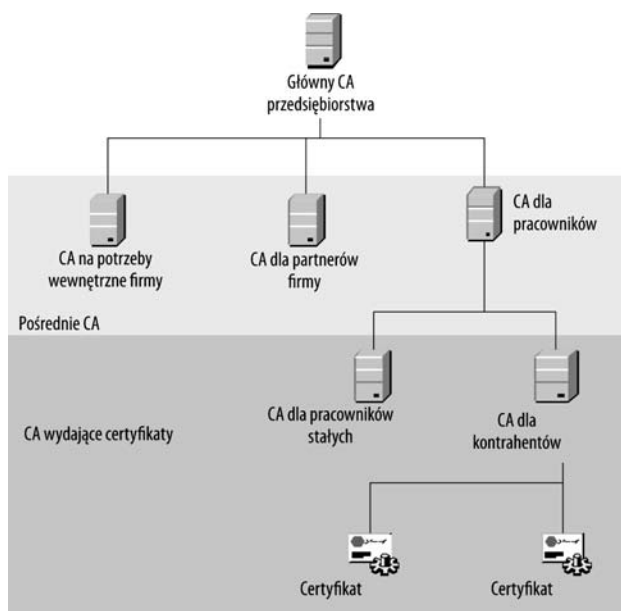 Główny CA
przedsiębiorstwa
CA na potrzeby
wewnętrzne firmy
CA dla partnerów
firmy
CA dla
pracowników
Pośrednie CA
CA dla pracowników
stałych
CA dla
kontrahentów
CA wydające certyfikaty
Certyfikat
Certyfikat